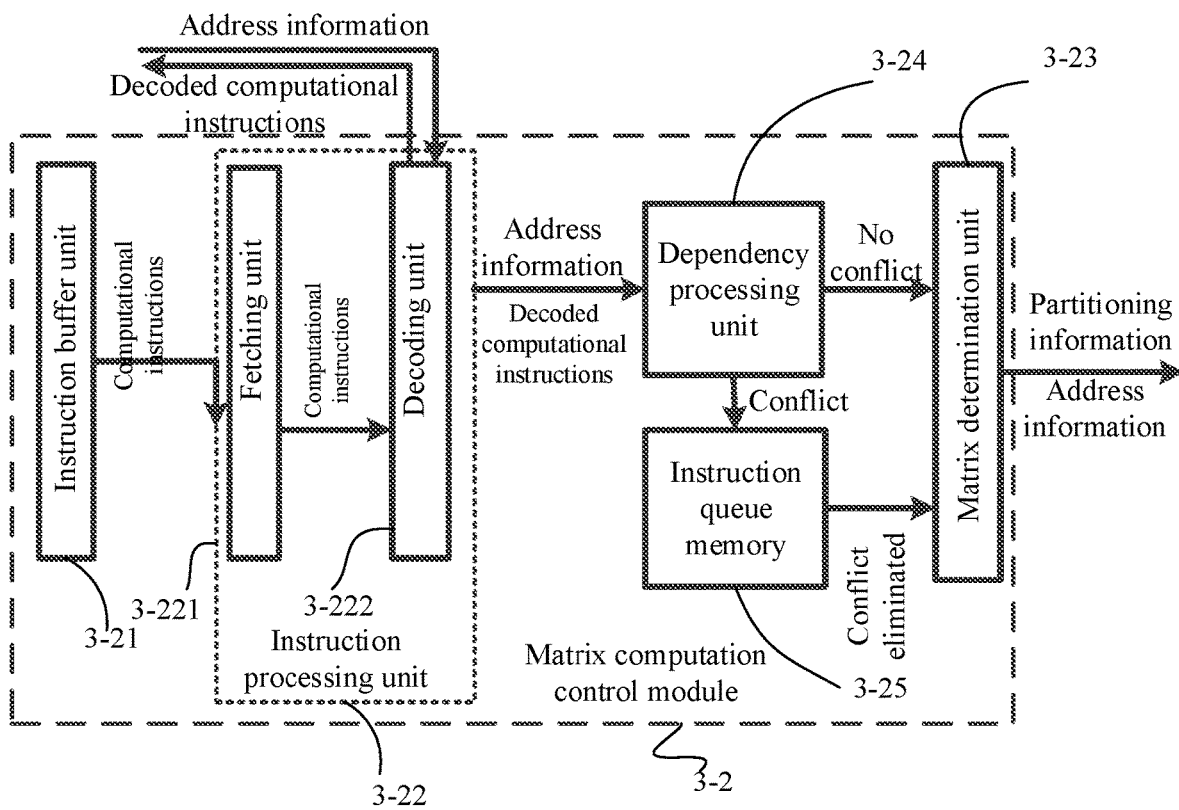 Address information
Decoded computational
instructions
3-24
3-23
Instruction buffer unit
Computational
instructions
Fetching unit
Computational
instructions
Decoding unit
Address
information
Decoded
computational
instructions
Dependency
processing
unit
No
conflict
Matrix determination unit
Partitioning
information
Address
information
Conflict
Instruction
queue
memory
Conflict
eliminated
3-21
3-221
3-222
Instruction
processing unit
Matrix computation
control module
3-25
3-22
3-2